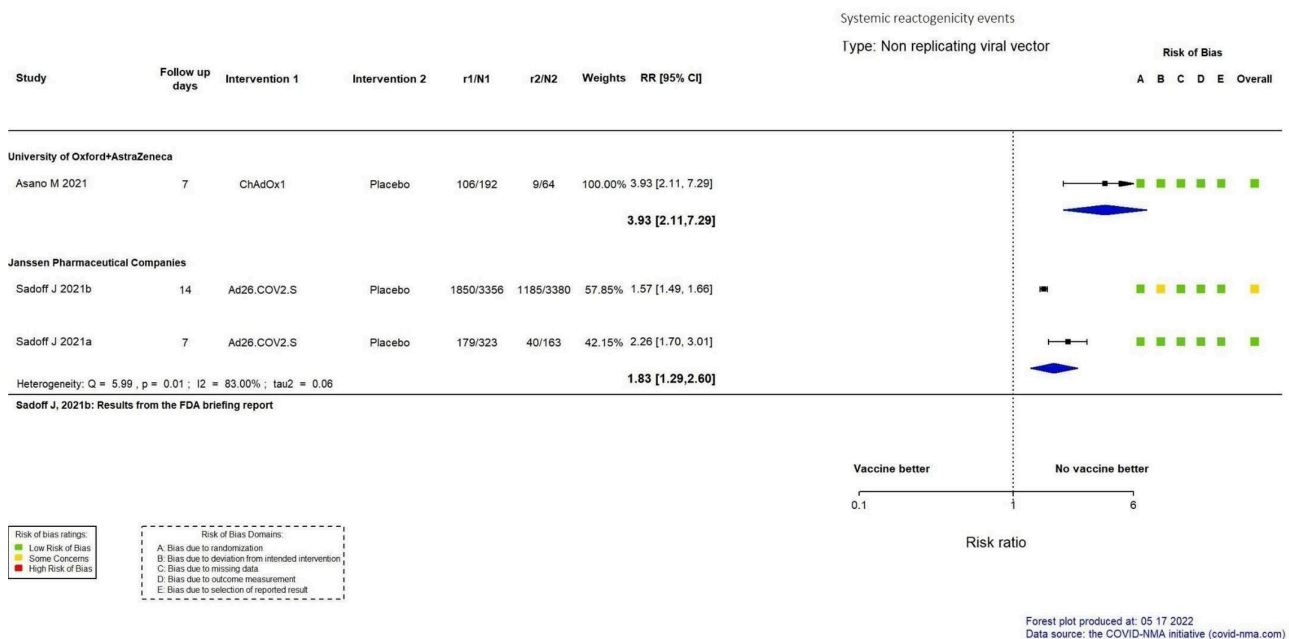 Systemic reactogenicity events
Type: Non replicating viral vector
Risk of Bias
Study Follow up days Intervention 1 Intervention 2 r1/N1 r2/N2 Weights RR [95% CI] A B C D E Overall
University of Oxford+AstraZeneca
Asano M 2021 7 ChAdOx1 Placebo 106/192 9/64 100.00% 3.93 [2.11, 7.29]
3.93 [2.11,7.29]
Janssen Pharmaceutical Companies
Sadoff J 2021b 14 Ad26.COV2.S Placebo 1850/3356 1185/3380 57.85% 1.57 [1.49, 1.66]
Sadoff J 2021a 7 Ad26.COV2.S Placebo 179/323 40/163 42.15% 2.26 [1.70, 3.01]
1.83 [1.29,2.60]
Heterogeneity: Q = 5.99 , p = 0.01 ; I2 = 83.00% ; tau2 = 0.06
Sadoff J, 2021b: Results from the FDA briefing report
Vaccine better No vaccine better
0.1 1 6
Risk ratio
Risk of bias ratings:
Low Risk of Bias
Some Concerns
High Risk of Bias
Risk of Bias Domains:
A: Bias due to randomization
B: Bias due to deviation from intended intervention
C: Bias due to missing data
D: Bias due to outcome measurement
E: Bias due to selection of reported result
Forest plot produced at: 05 17 2022
Data source: the COVID-NMA initiative (covid-nma.com)